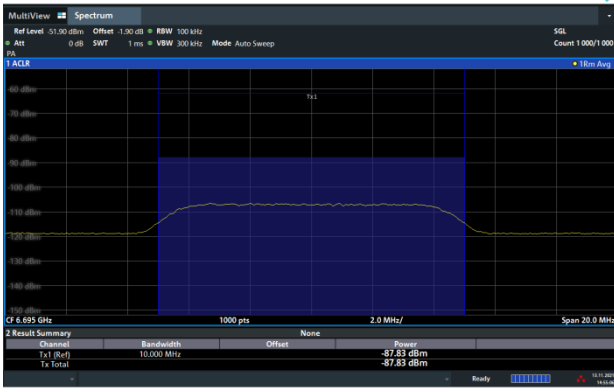 MultiView Spectrum
Ref Level -51.90 dBm Offset -1.90 dB RBW 100 kHz SGL
Att 0 dB SWT 1 ms VBW 300 kHz Mode Auto Sweep Count 1000/1000
PA
1 ACLR 1Rm Avg
-60 dBm
Tx1
-70 dBm
-80 dBm
-90 dBm
-100 dBm
-110 dBm
-120 dBm
-130 dBm
-140 dBm
-150 dBm
CF 6.695 GHz 1000 pts 2.0 MHz/ Span 20.0 MHz
2 Result Summary None
Channel Bandwidth Offset Power
Tx1 (Ref) 10.000 MHz -87.83 dBm
Tx Total -87.83 dBm
Ready